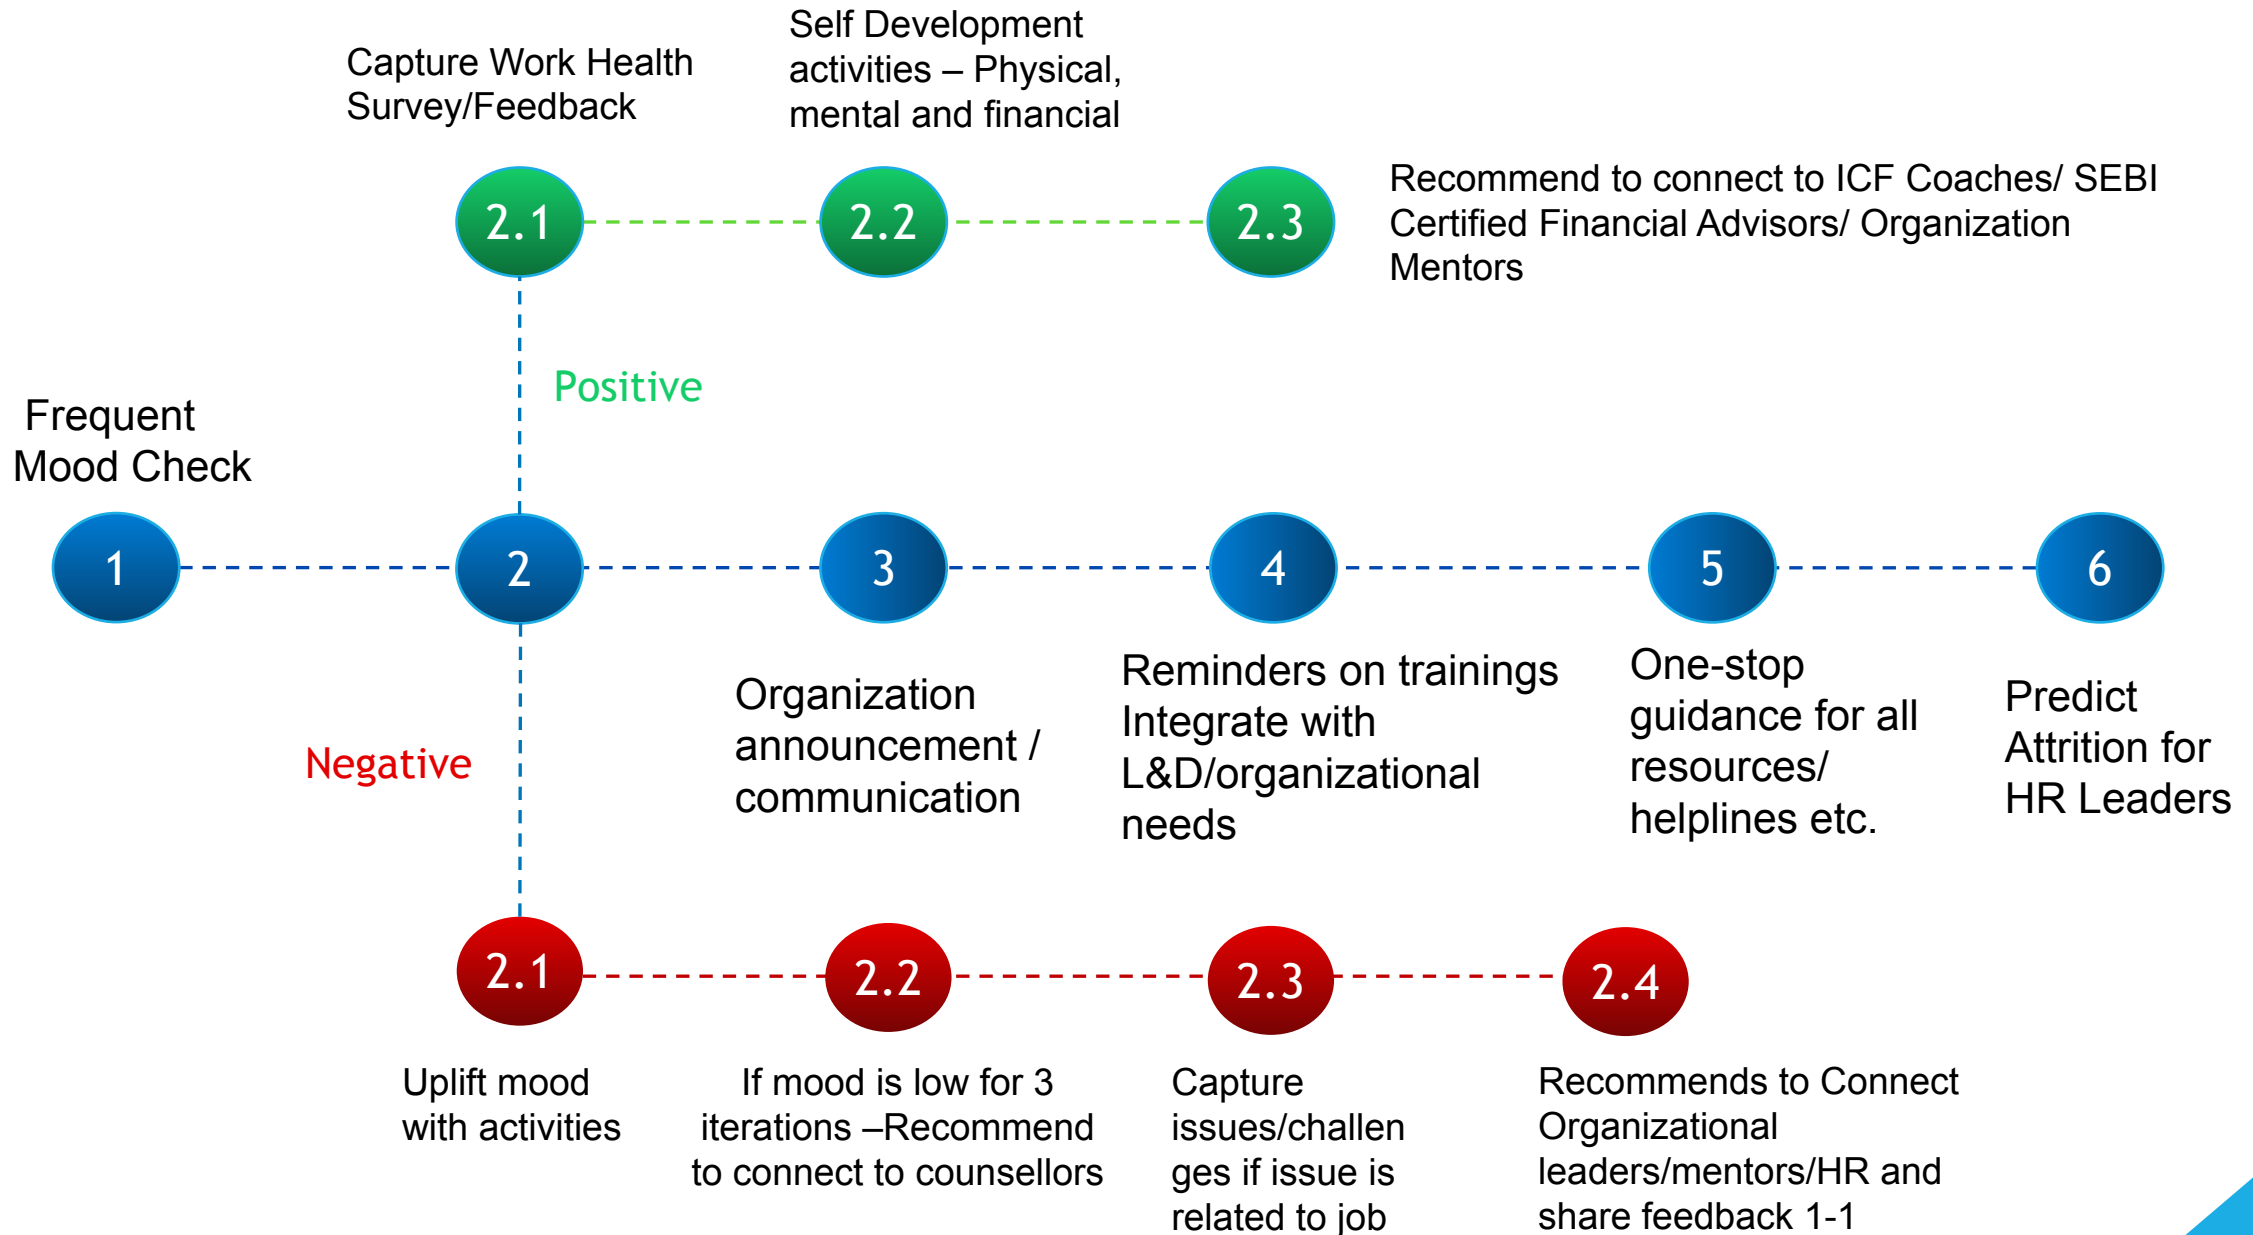 Capture Work Health
Survey/Feedback
Self Development
activities – Physical,
mental and financial
2.1
2.2
2.3
Recommend to connect to ICF Coaches/ SEBI
Certified Financial Advisors/ Organization
Mentors
Positive
Frequent
Mood Check
1
2
3
4
5
6
Negative
Organization
announcement /
communication
Reminders on trainings
Integrate with
L&D/organizational
needs
One-stop
guidance for all
resources/
helplines etc.
Predict
Attrition for
HR Leaders
2.1
2.2
2.3
2.4
Uplift mood
with activities
If mood is low for 3
iterations –Recommend
to connect to counsellors
Capture
issues/challen
ges if issue is
related to job
Recommends to Connect
Organizational
leaders/mentors/HR and
share feedback 1-1